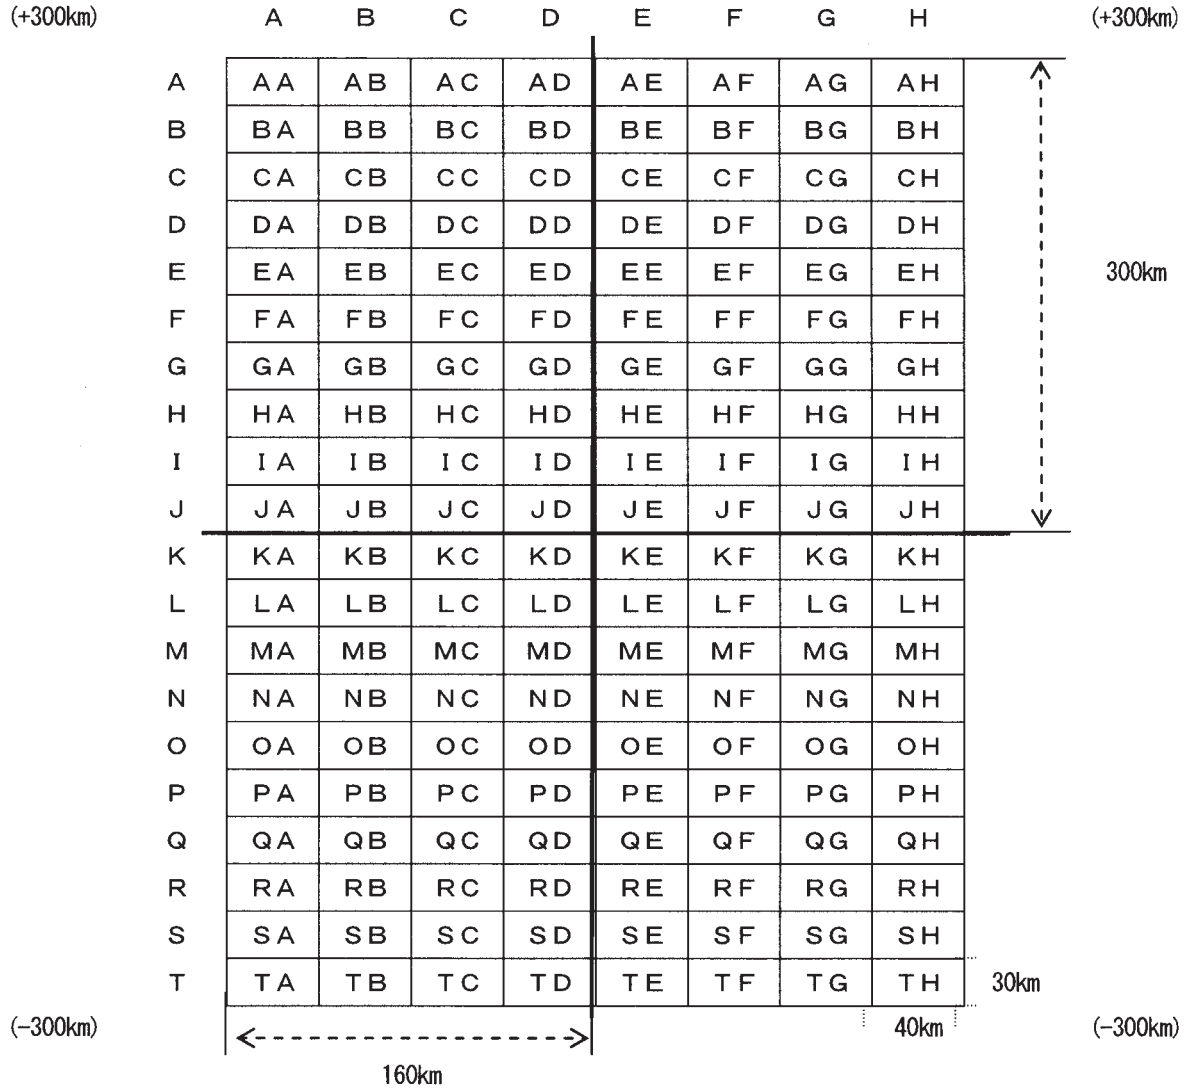 (+300km) A B C D E F G H (+300km)
A AA AB AC AD AE AF AG AH
B BA BB BC BD BE BF BG BH
C CA CB CC CD CE CF CG CH
D DA DB DC DD DE DF DG DH
E EA EB EC ED EE EF EG EH 300km
F FA FB FC FD FE FF FG FH
G GA GB GC GD GE GF GG GH
H HA HB HC HD HE HF HG HH
I IA IB IC ID IE IF IG IH
J JA JB JC JD JE JF JG JH
K KA KB KC KD KE KF KG KH
L LA LB LC LD LE LF LG LH
M MA MB MC MD ME MF MG MH
N NA NB NC ND NE NF NG NH
O OA OB OC OD OE OF OG OH
P PA PB PC PD PE PF PG PH
Q QA QB QC QD QE QF QG QH
R RA RB RC RD RE RF RG RH
S SA SB SC SD SE SF SG SH
T TA TB TC TD TE TF TG TH 30km
(-300km) 40km (-300km)
160km